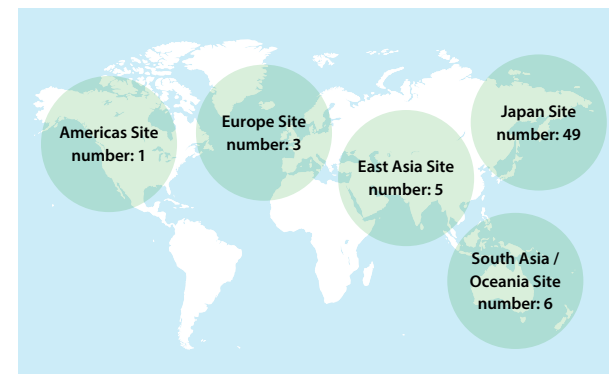 Americas Site
number: 1
Europe Site
number: 3
East Asia Site
number: 5
Japan Site
number: 49
South Asia /
Oceania Site
number: 6